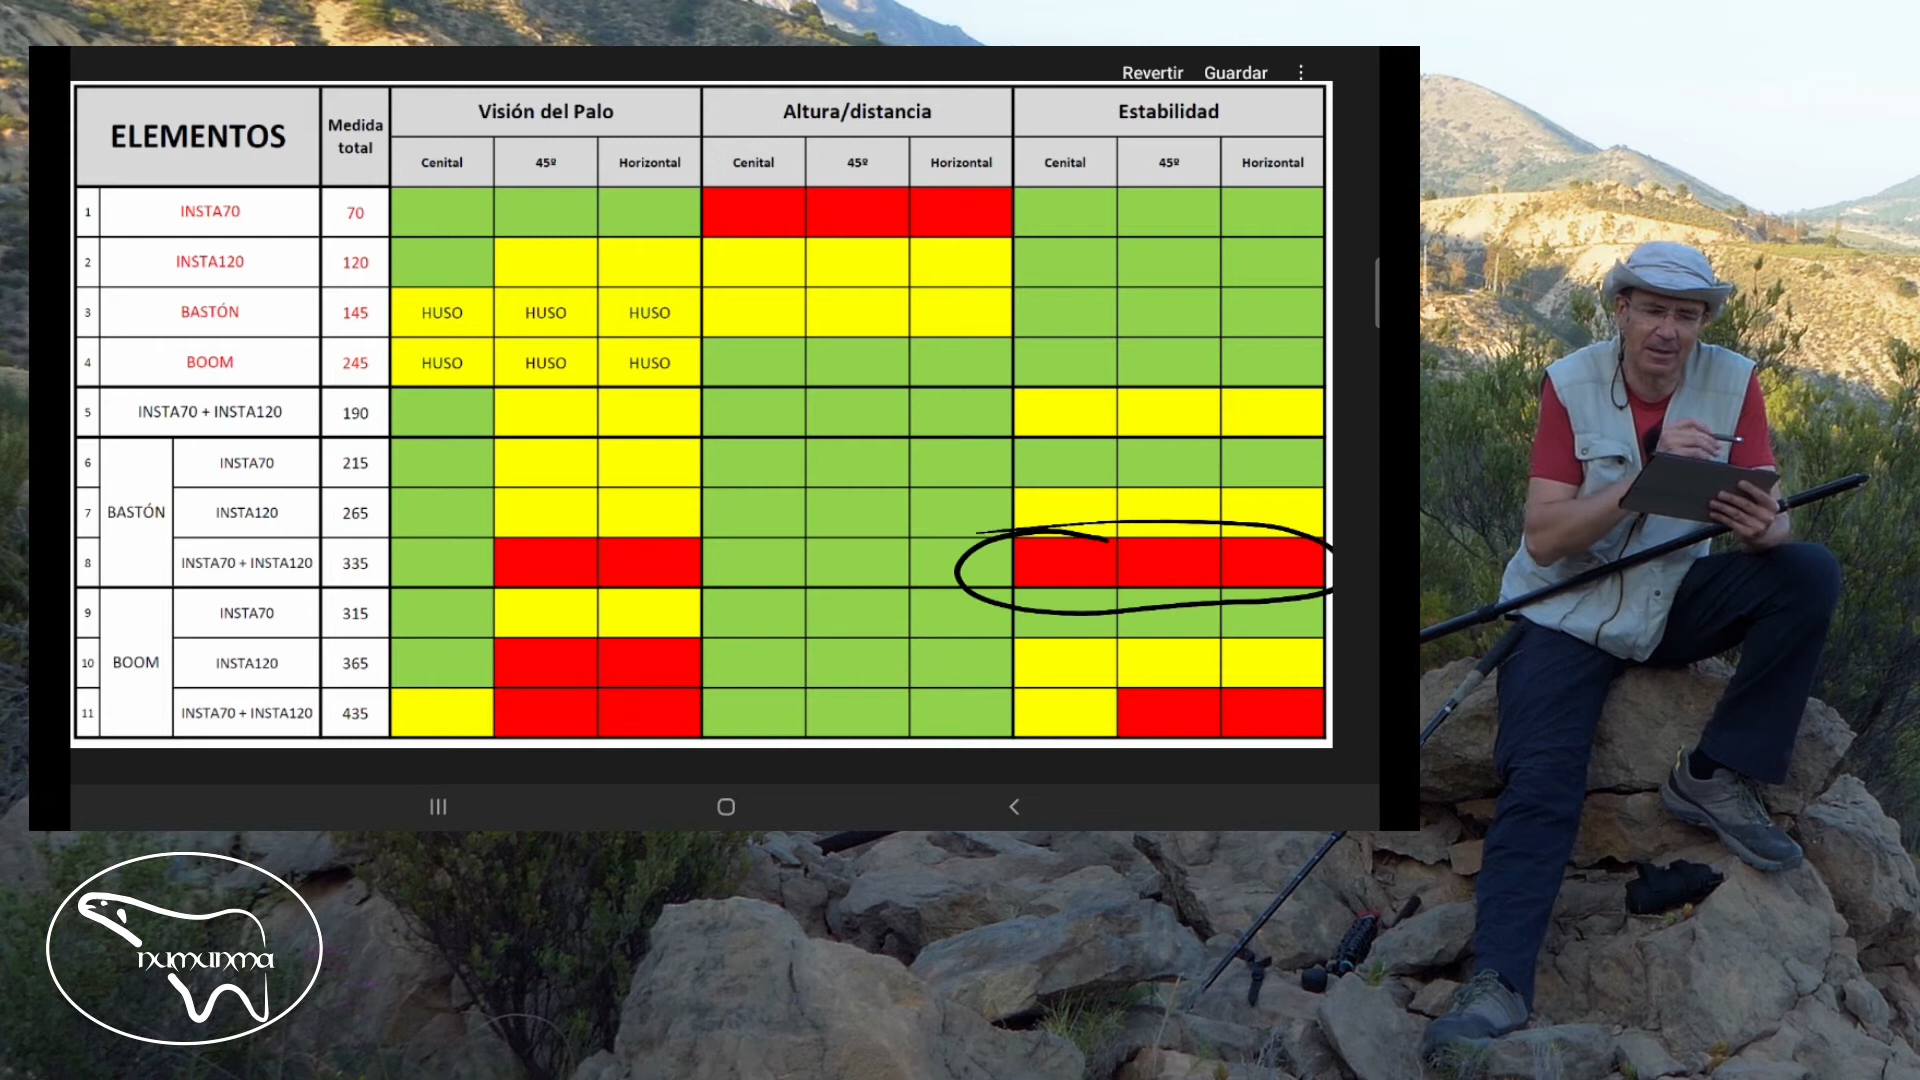 Revertir Guardar
ELEMENTOS Medida total Visión del Palo Altura/distancia Estabilidad
Cenital 45º Horizontal Cenital 45º Horizontal Cenital 45º Horizontal
1 INSTA70 70
2 INSTA120 120
3 BASTÓN 145 HUSO HUSO HUSO
4 BOOM 245 HUSO HUSO HUSO
5 INSTA70 + INSTA120 190
6 INSTA70 215
7 BASTÓN INSTA120 265
8 INSTA70 + INSTA120 335
9 INSTA70 315
10 BOOM INSTA120 365
11 INSTA70 + INSTA120 435
numunma